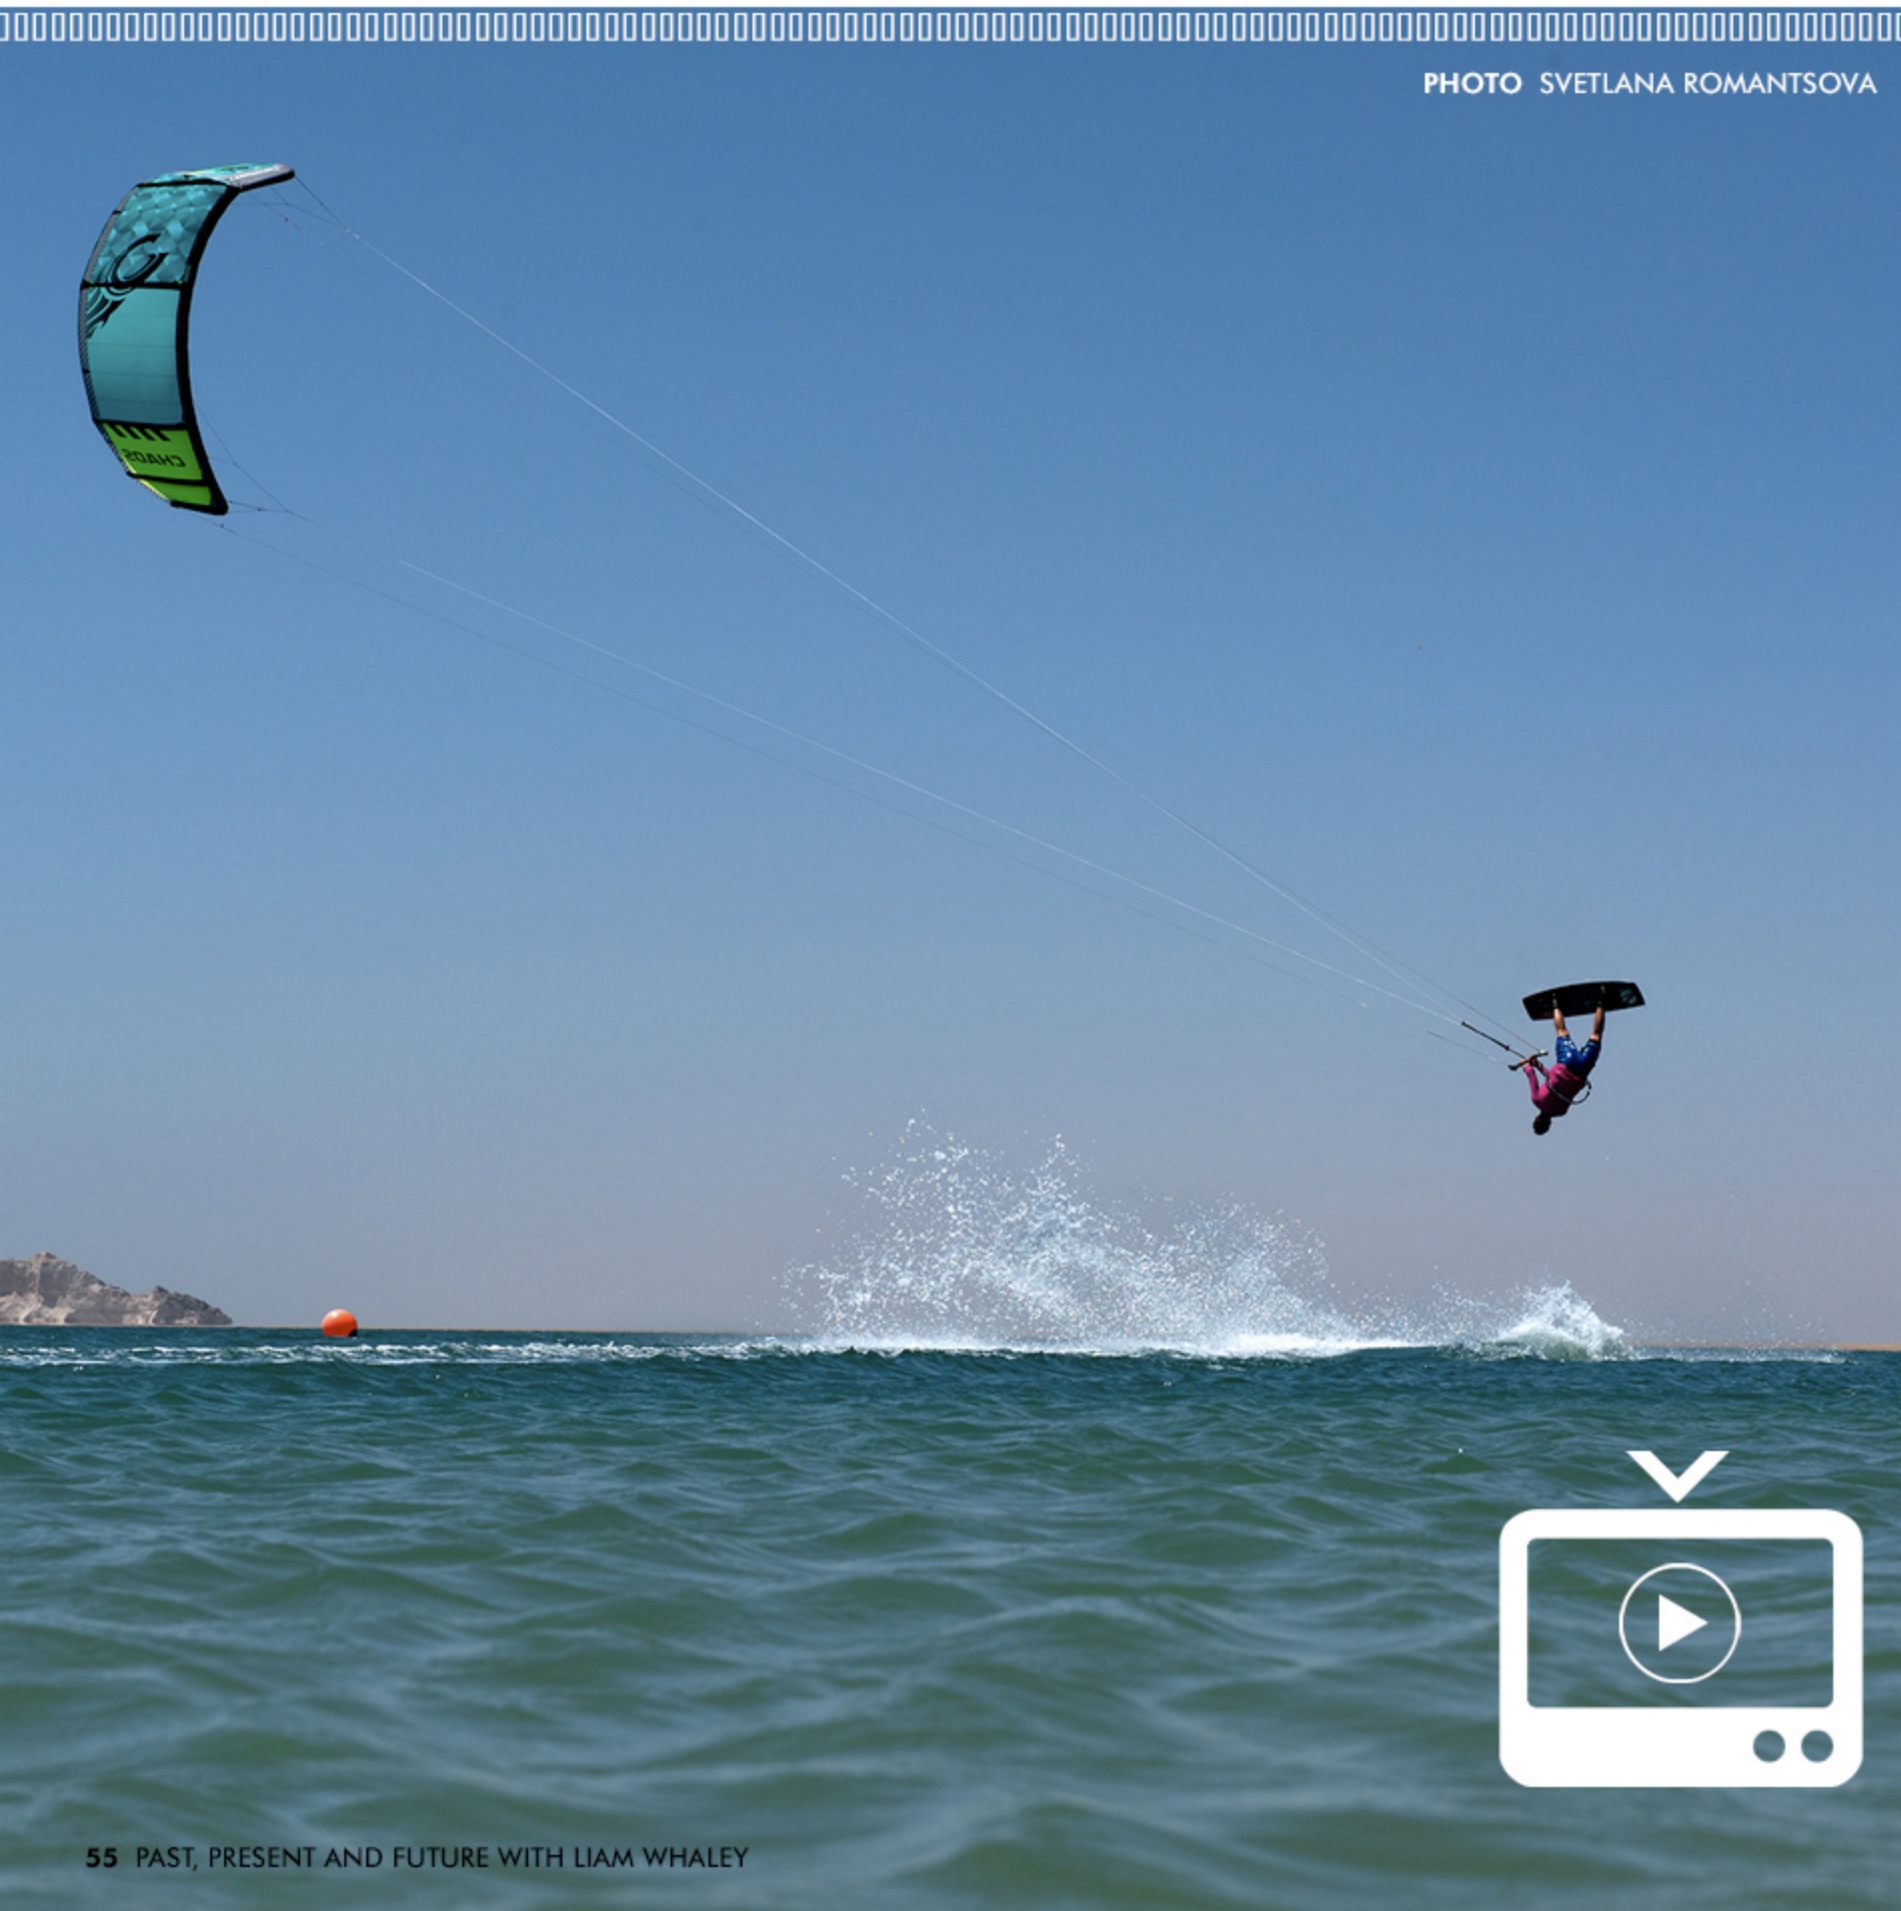 PHOTO SVETLANA ROMANTSOVA
CHAOS
55 PAST, PRESENT AND FUTURE WITH LIAM WHALEY